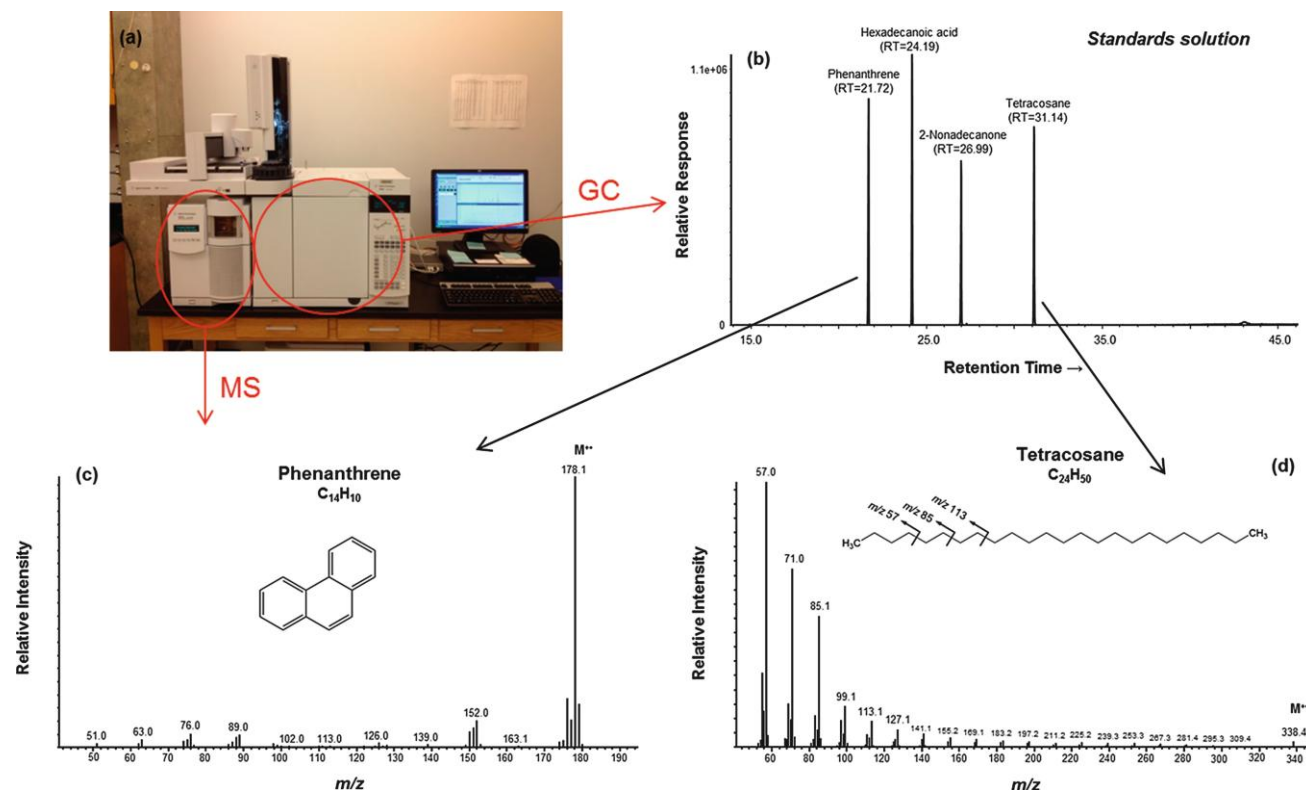 (a)
GC
MS
(b)
Standards solution
Hexadecanoic acid
(RT=24.19)
1.1e+06
Phenanthrene
(RT=21.72)
Tetracosane
(RT=31.14)
2-Nonadecanone
(RT=26.99)
Relative Response
0
15.0 25.0 35.0 45.0
Retention Time →
(c)
Phenanthrene
C₁₄H₁₀
M⁺•
178.1
Relative Intensity
51.0 63.0 76.0 89.0 102.0 113.0 126.0 139.0 152.0 163.1
50 60 70 80 90 100 110 120 130 140 150 160 170 180 190
m/z
Tetracosane
(d)
C₂₄H₅₀
m/z 57 m/z 85 m/z 113
H₃C CH₃
Relative Intensity
57.0
71.0
85.1
99.1
113.1
127.1
141.1 155.2 169.1 183.2 197.2 211.2 225.2 239.3 253.3 267.3 281.4 295.3 309.4
M⁺•
338.4
60 80 100 120 140 160 180 200 220 240 260 280 300 320 340
m/z